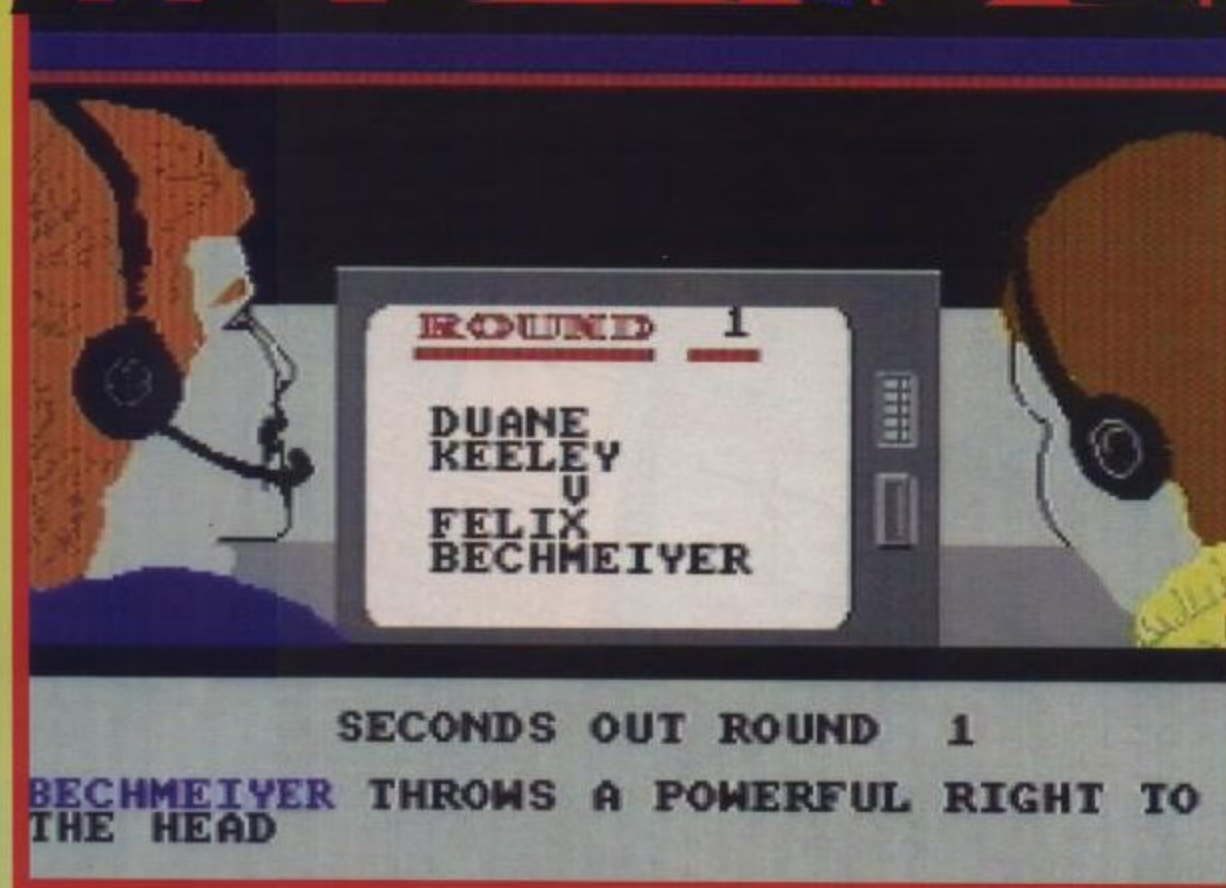 ROUND 1
DUANE
KEELEY
V
FELIX
BECHMEIYER
SECONDS OUT ROUND 1
BECHMEIYER THROWS A POWERFUL RIGHT TO
THE HEAD